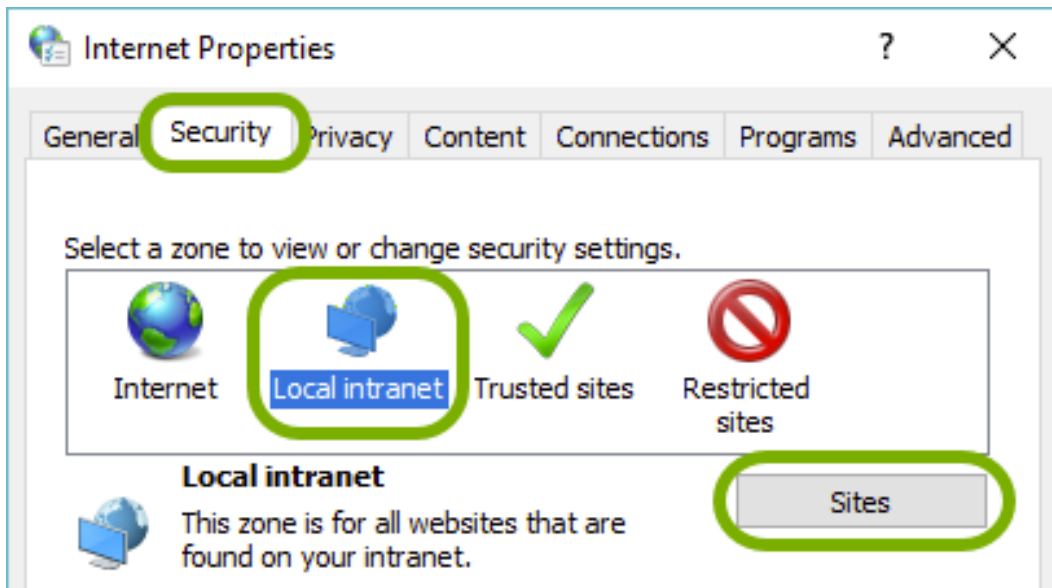 Internet Properties
?
General Security Privacy Content Connections Programs Advanced
Select a zone to view or change security settings.
Internet Local intranet Trusted sites Restricted
sites
Local intranet
Sites
This zone is for all websites that are
found on your intranet.